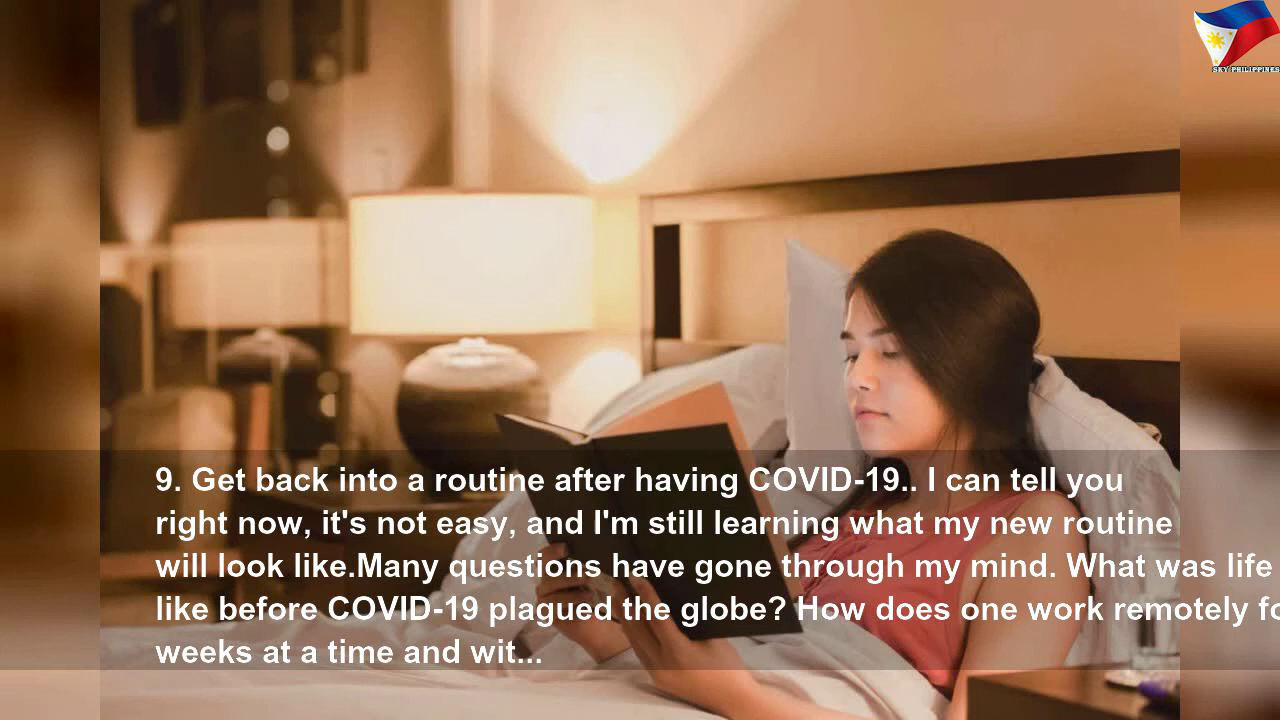 SKY PHILIPPINES
9. Get back into a routine after having COVID-19.. I can tell you
right now, it's not easy, and I'm still learning what my new routine
will look like.Many questions have gone through my mind. What was life
like before COVID-19 plagued the globe? How does one work remotely fo
weeks at a time and wit...